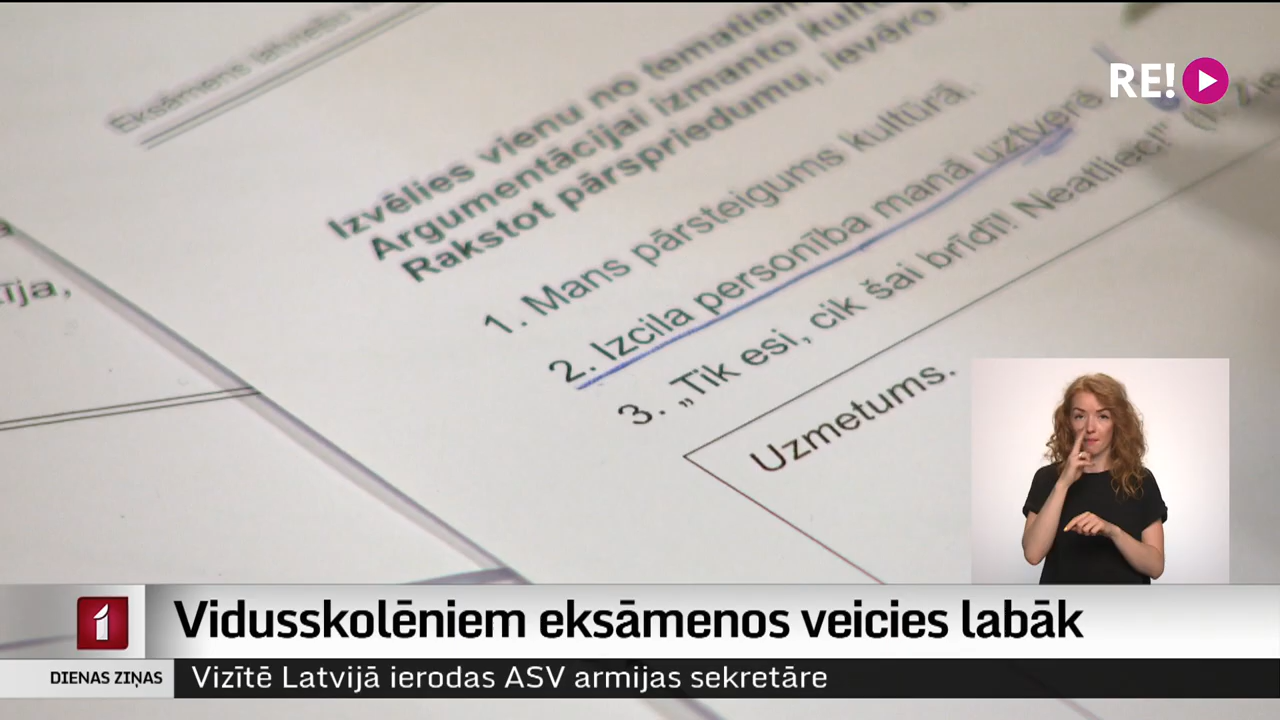 RE!
Eksāmens latviešu
Izvēlies vienu no tematiem
Argumentācijai izmanto
Rakstot pārspriedumu, ievēro
1. Mans pārsteigums kultūrā.
2. Izcila personība manā uztverē.
3. „Tik esi, cik šai brīdī! Neatliec!"
Uzmetums.
1
Vidusskolēniem eksāmenos veicies labāk
DIENAS ZIŅAS
Vizītē Latvijā ierodas ASV armijas sekretāre